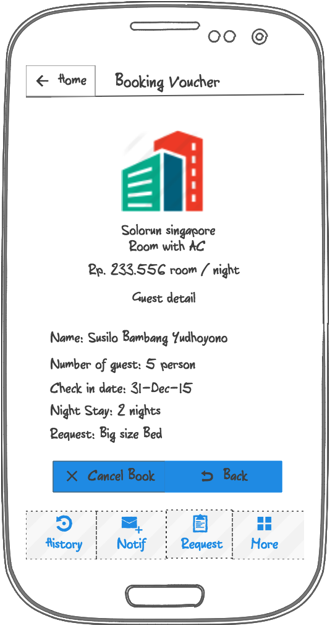 Home
Booking Voucher
Solorun singapore
Room with AC
Rp. 233.556 room / night
Guest detail
Name: Susilo Bambang Yudhoyono
Number of guest: 5 person
Check in date: 31-Dec-15
Night Stay: 2 nights
Request: Big size Bed
Cancel Book
Back
History
Notif
Request
More